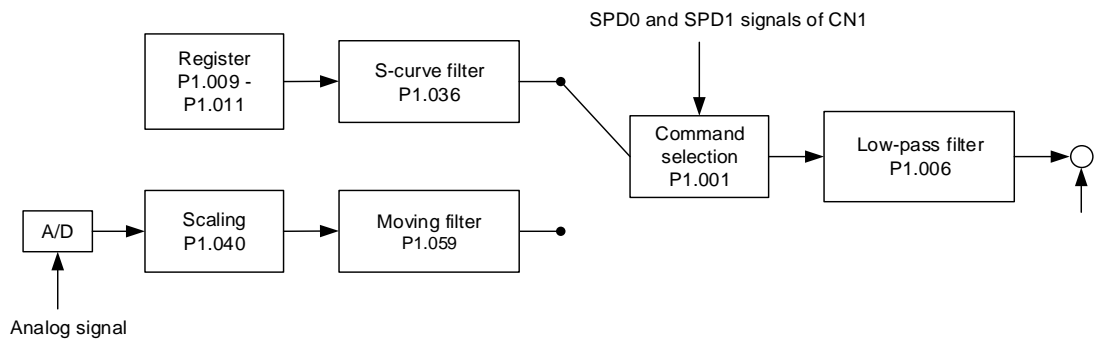 SPD0 and SPD1 signals of CN1
Register
P1.009 -
P1.011
S-curve filter
P1.036
Command
selection
P1.001
Low-pass filter
P1.006
A/D
Scaling
P1.040
Moving filter
P1.059
Analog signal